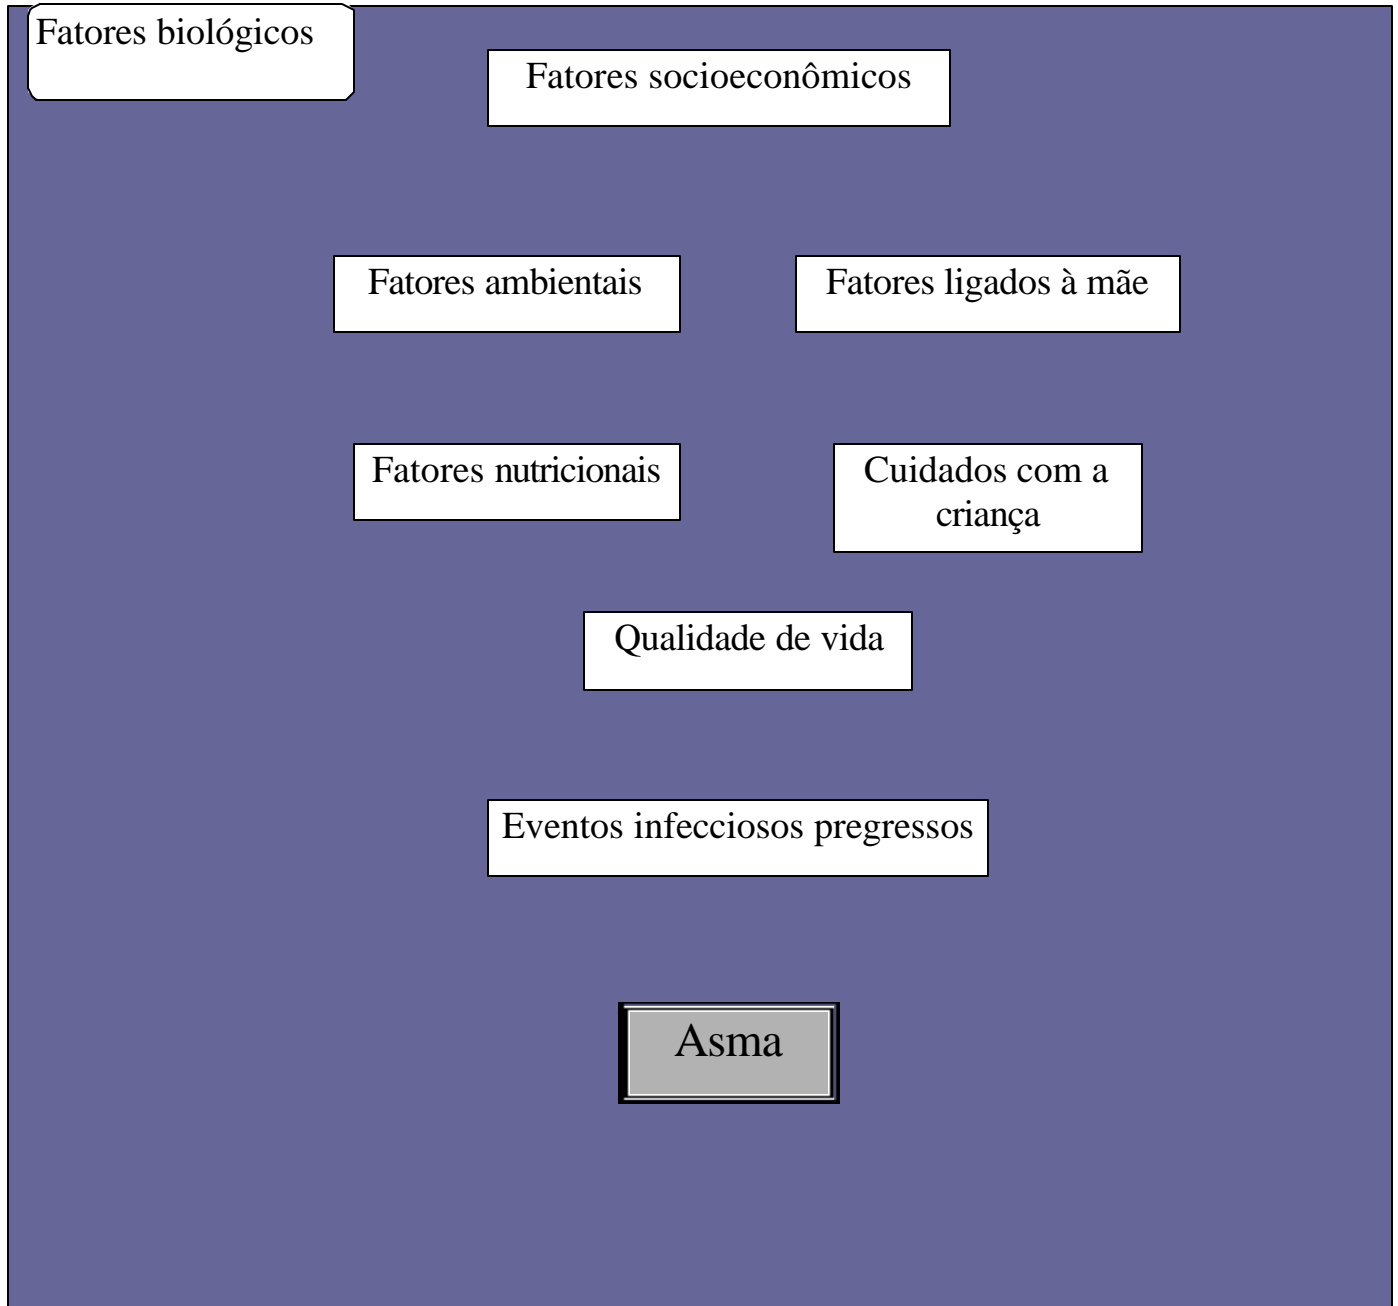 Fatores biológicos
Fatores socioeconômicos
Fatores ambientais
Fatores ligados à mãe
Fatores nutricionais
Cuidados com a
criança
Qualidade de vida
Eventos infecciosos pregressos
Asma